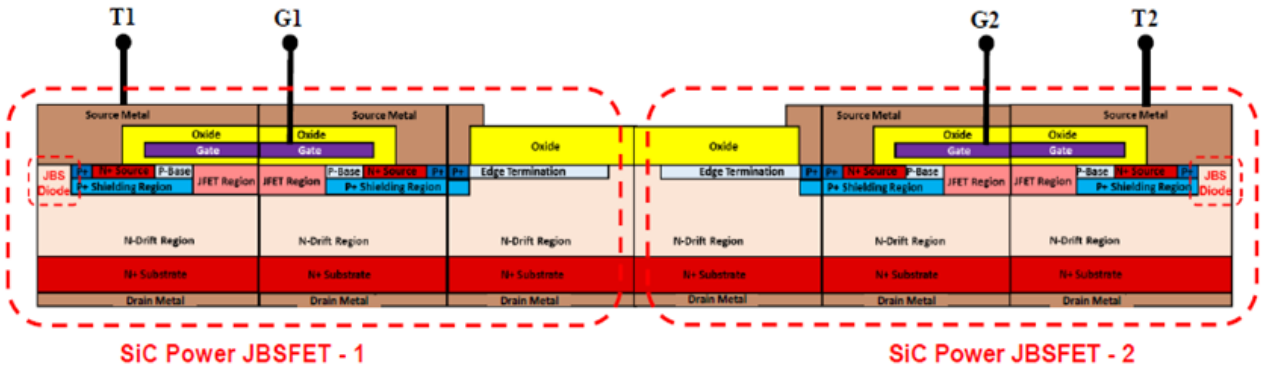 T1 G1 G2 T2
Source Metal Source Metal Source Metal Source Metal
Oxide Oxide Oxide Oxide Oxide Oxide
Gate Gate Gate Gate
JBS Diode P+ N+ Source P-Base JFET Region JFET Region P-Base N+ Source P+ P+ Edge Termination Edge Termination P+ P+ N+ Source P-Base JFET Region JFET Region P-Base N+ Source P+ JBS Diode
P+ Shielding Region P+ Shielding Region P+ Shielding Region P+ Shielding Region
N-Drift Region N-Drift Region N-Drift Region N-Drift Region N-Drift Region N-Drift Region
N+ Substrate N+ Substrate N+ Substrate N+ Substrate N+ Substrate N+ Substrate
Drain Metal Drain Metal Drain Metal Drain Metal Drain Metal Drain Metal
SiC Power JBSFET - 1 SiC Power JBSFET - 2